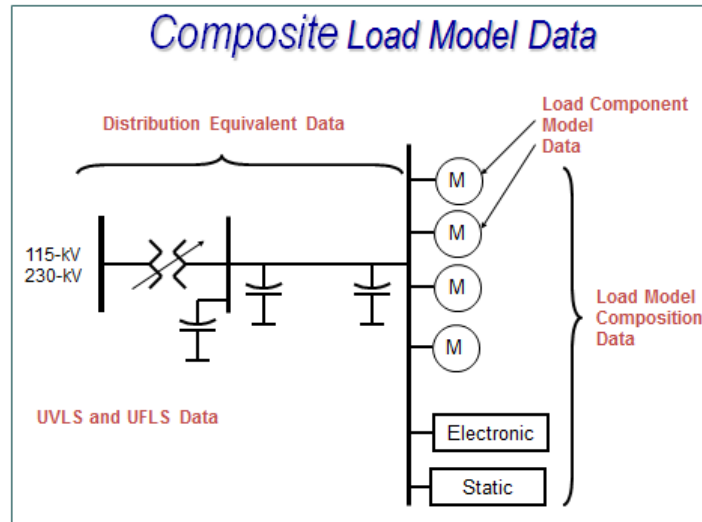 Composite Load Model Data
Distribution Equivalent Data
Load Component
Model
Data
115-kV
230-kV
M
M
M
M
Load Model
Composition
Data
UVLS and UFLS Data
Electronic
Static